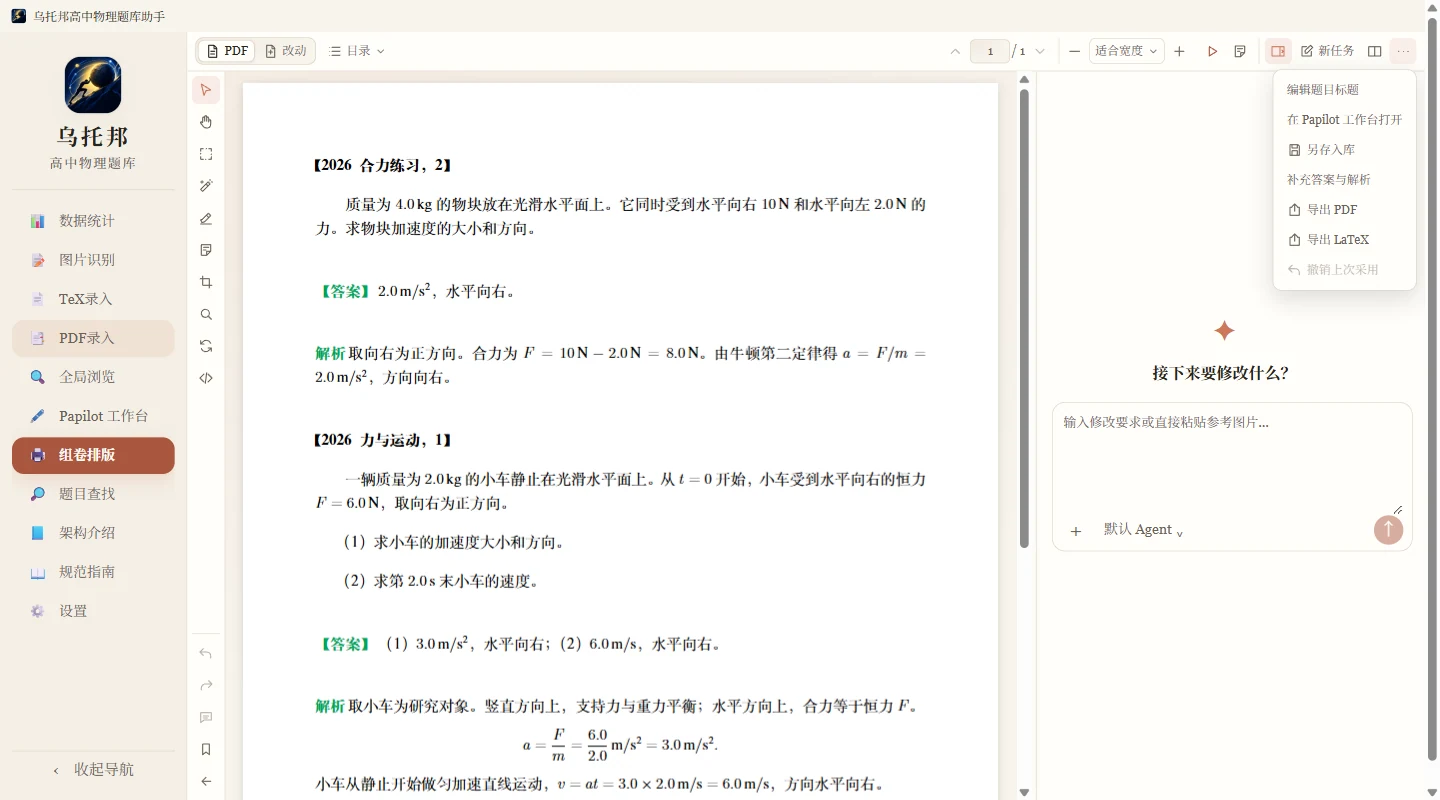 乌托邦高中物理题库助手
乌托邦
高中物理题库
数据统计
图片识别
TeX录入
PDF录入
全局浏览
Papilot 工作台
组卷排版
题目查找
架构介绍
规范指南
设置
‹ 收起导航
PDF 改动 目录
1 / 1
适合宽度
新任务
【2026 合力练习，2】
质量为 4.0 kg 的物块放在光滑水平面上。它同时受到水平向右 10 N 和水平向左 2.0 N 的
力。求物块加速度的大小和方向。
【答案】 2.0 m/s²，水平向右。
解析 取向右为正方向。合力为 F = 10 N − 2.0 N = 8.0 N。由牛顿第二定律得 a = F/m =
2.0 m/s²，方向向右。
【2026 力与运动，1】
一辆质量为 2.0 kg 的小车静止在光滑水平面上。从 t = 0 开始，小车受到水平向右的恒力
F = 6.0 N，取向右为正方向。
（1）求小车的加速度大小和方向。
（2）求第 2.0 s 末小车的速度。
【答案】 （1）3.0 m/s²，水平向右；（2）6.0 m/s，水平向右。
解析 取小车为研究对象。竖直方向上，支持力与重力平衡；水平方向上，合力等于恒力 F。
a = F/m = 6.0/2.0 m/s² = 3.0 m/s².
小车从静止开始做匀加速直线运动，v = at = 3.0 × 2.0 m/s = 6.0 m/s，方向水平向右。
编辑题目标题
在 Papilot 工作台打开
另存入库
补充答案与解析
导出 PDF
导出 LaTeX
撤销上次采用
接下来要修改什么？
输入修改要求或直接粘贴参考图片...
+ 默认 Agent